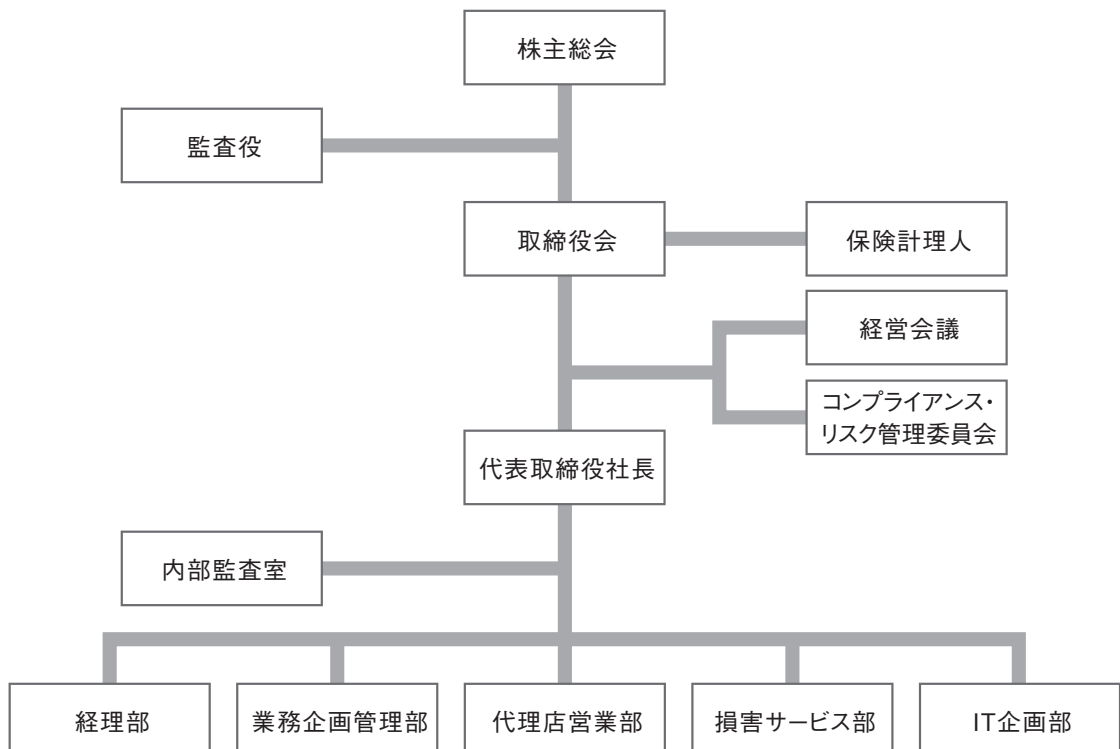 株主総会
監査役
取締役会
保険計理人
経営会議
コンプライアンス・
リスク管理委員会
代表取締役社長
内部監査室
経理部
業務企画管理部
代理店営業部
損害サービス部
IT企画部